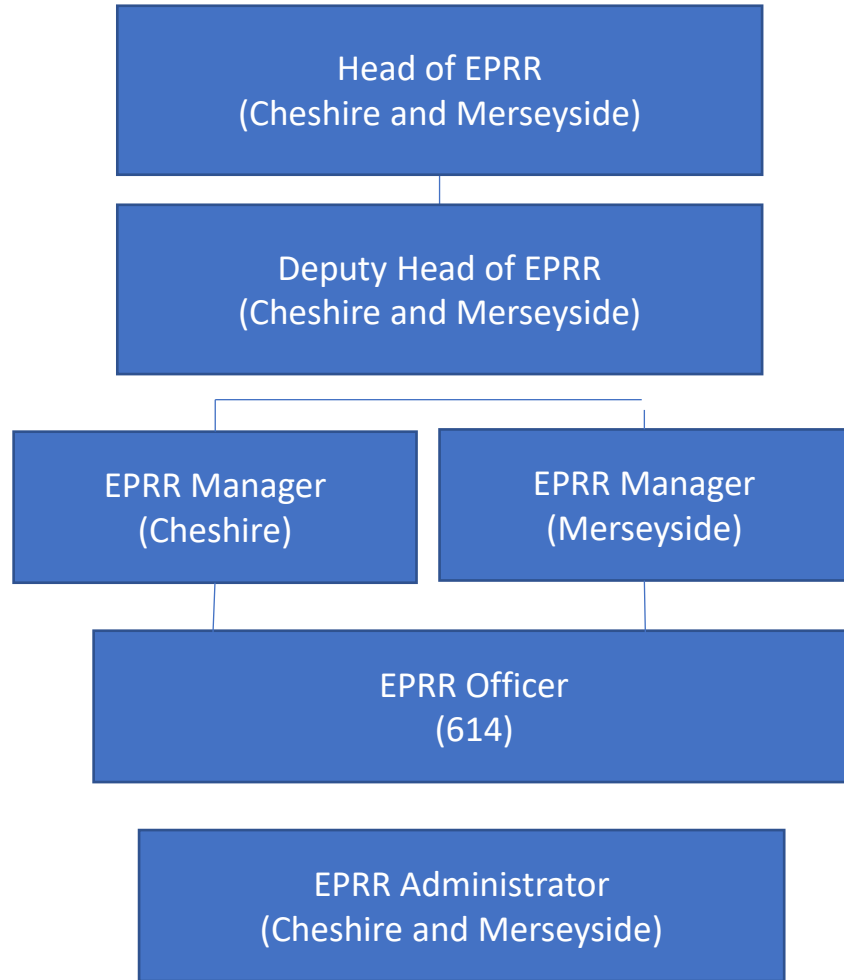 Head of EPRR
(Cheshire and Merseyside)
Deputy Head of EPRR
(Cheshire and Merseyside)
EPRR Manager
(Cheshire)
EPRR Manager
(Merseyside)
EPRR Officer
(614)
EPRR Administrator
(Cheshire and Merseyside)